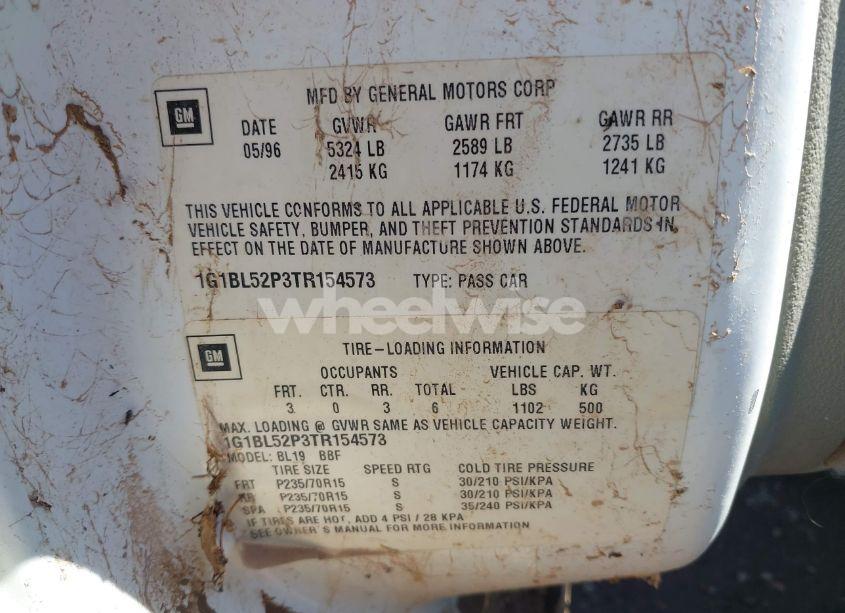 GM
MFD BY GENERAL MOTORS CORP
DATE GVWR GAWR FRT GAWR RR
05/96 5324 LB 2589 LB 2735 LB
2415 KG 1174 KG 1241 KG
THIS VEHICLE CONFORMS TO ALL APPLICABLE U.S. FEDERAL MOTOR
VEHICLE SAFETY, BUMPER, AND THEFT PREVENTION STANDARDS IN
EFFECT ON THE DATE OF MANUFACTURE SHOWN ABOVE.
1G1BL52P3TR154573 TYPE: PASS CAR
wheelwise
GM
TIRE-LOADING INFORMATION
OCCUPANTS VEHICLE CAP. WT.
FRT. CTR. RR. TOTAL LBS KG
3 0 3 6 1102 500
MAX. LOADING @ GVWR SAME AS VEHICLE CAPACITY WEIGHT.
1G1BL52P3TR154573
MODEL: BL19 BBF
TIRE SIZE SPEED RTG COLD TIRE PRESSURE
FRT P235/70R15 S 30/210 PSI/KPA
RR P235/70R15 S 30/210 PSI/KPA
SPA P235/70R15 S 35/240 PSI/KPA
IF TIRES ARE HOT, ADD 4 PSI / 28 KPA
SEE OWNER'S MANUAL FOR MORE INFORMATION